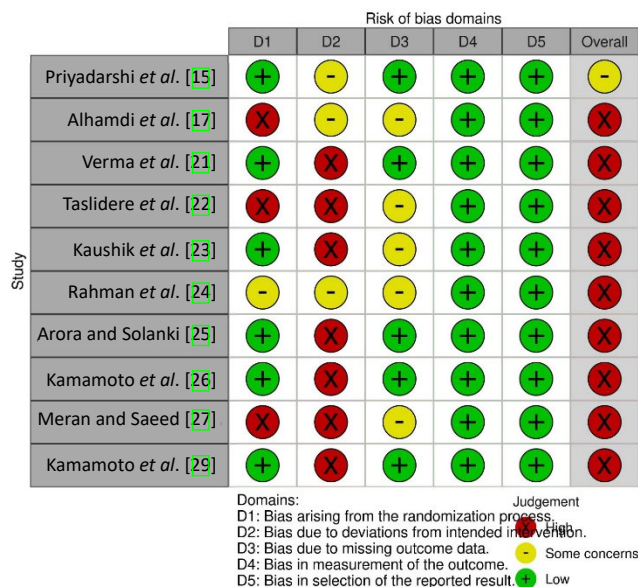 Risk of bias domains
D1 D2 D3 D4 D5 Overall
Study
Priyadarshi et al. [15] + - + + + -
Alhamdi et al. [17] X - - + + X
Verma et al. [21] + X + + + X
Taslidere et al. [22] X X - + + X
Kaushik et al. [23] + X - + + X
Rahman et al. [24] - - - + + X
Arora and Solanki [25] + X + + + X
Kamamoto et al. [26] + X + + + X
Meran and Saeed [27] X X - + + X
Kamamoto et al. [29] + X + + + X
Domains:
D1: Bias arising from the randomization process.
D2: Bias due to deviations from intended intervention.
D3: Bias due to missing outcome data.
D4: Bias in measurement of the outcome.
D5: Bias in selection of the reported result.
Judgement
X High
- Some concerns
+ Low